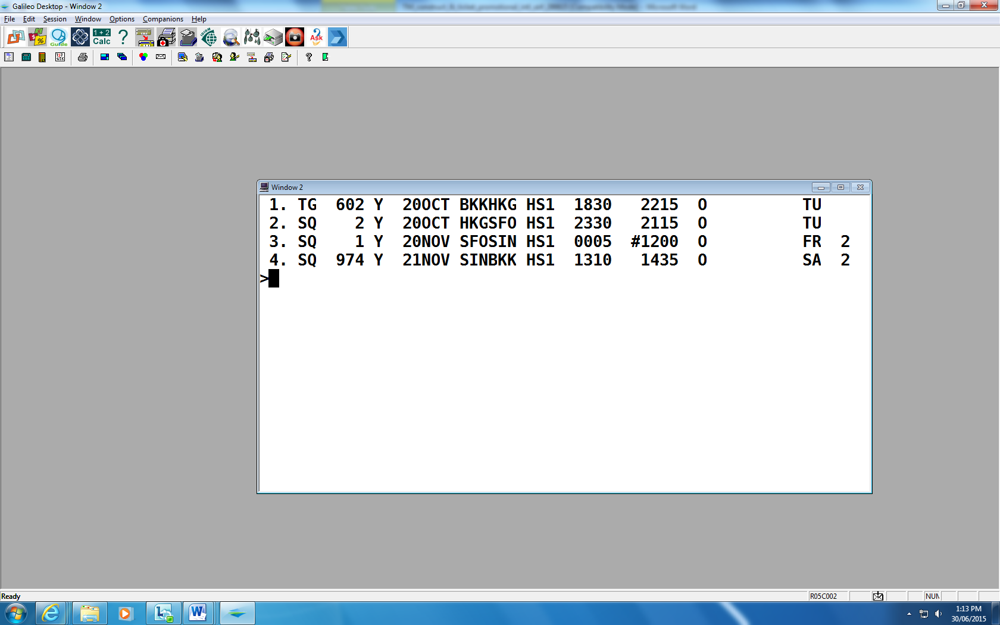 Galileo Desktop - Window 2
File Edit Session Window Options Companions Help
Guide
1 + 2
Calc
?
IDIOM
?
Ask
Window 2
1. TG 602 Y 20OCT BKKHKG HS1 1830 2215 O TU
2. SQ 2 Y 20OCT HKGSFO HS1 2330 2115 O TU
3. SQ 1 Y 20NOV SFOSIN HS1 0005 #1200 O FR 2
4. SQ 974 Y 21NOV SINBKK HS1 1310 1435 O SA 2
>
Ready R05C002 NUM
1:13 PM
30/06/2015